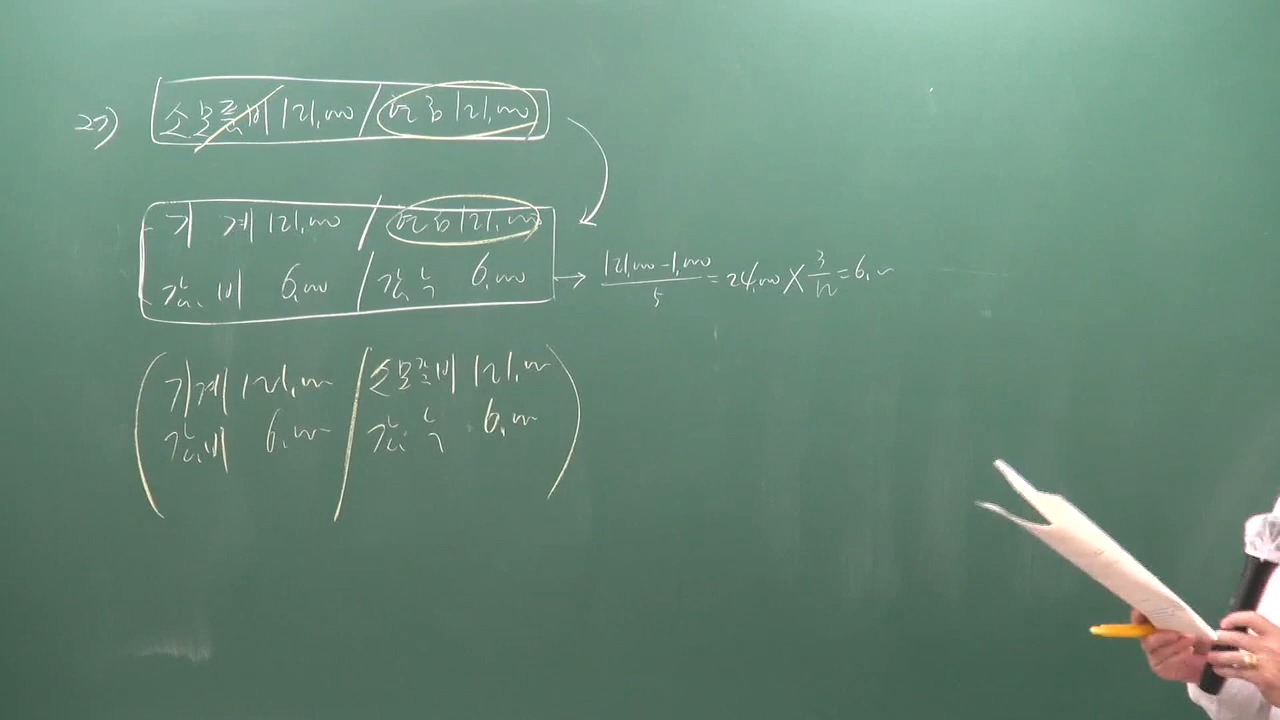 27) 소모품비 121,000 / 현금 121,000
기 계 121,000 / 현금 121,000
감.비 6,000 / 감.누 6,000 → 121,000-1,000/5 = 24,000 × 3/12 = 6,000
기계 121,000 / 소모품비 121,000
감.비 6,000 / 감.누 6,000